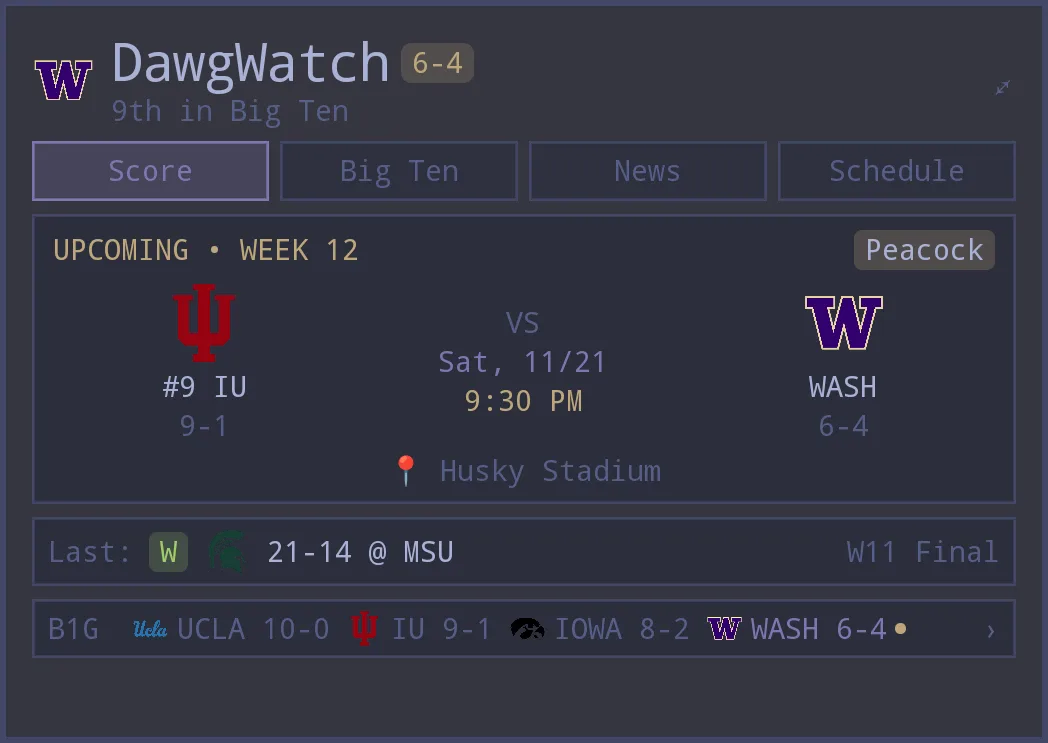 W DawgWatch 6-4
9th in Big Ten
Score Big Ten News Schedule
UPCOMING • WEEK 12 Peacock
VS
Sat, 11/21
9:30 PM
#9 IU
9-1
W
WASH
6-4
📍 Husky Stadium
Last: W 21-14 @ MSU W11 Final
B1G Ucla UCLA 10-0 IU 9-1 IOWA 8-2 W WASH 6-4 • ›